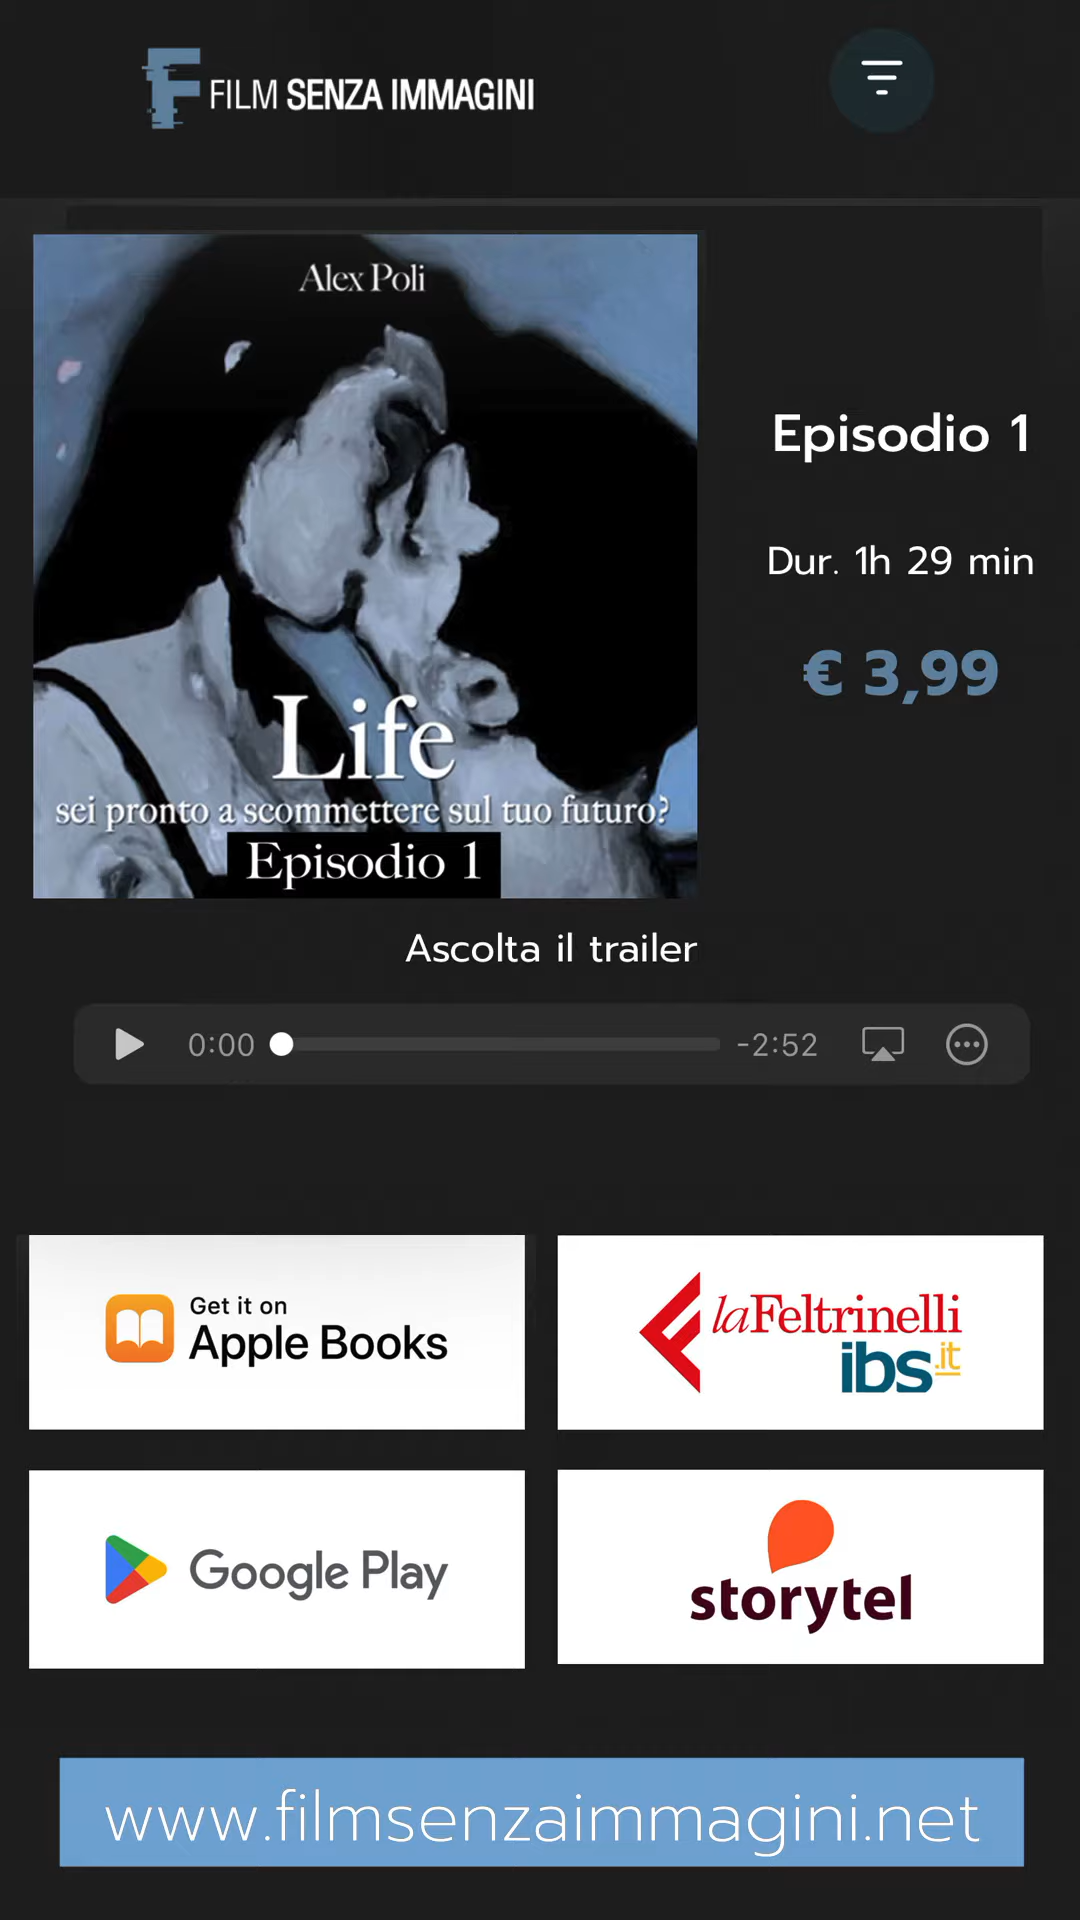 FILM SENZA IMMAGINI
Alex Poli
Life
sei pronto a scommettere sul tuo futuro?
Episodio 1
Episodio 1
Dur. 1h 29 min
€ 3,99
Ascolta il trailer
0:00
-2:52
Get it on
Apple Books
laFeltrinelli
ibs.it
Google Play
storytel
www.filmsenzaimmagini.net